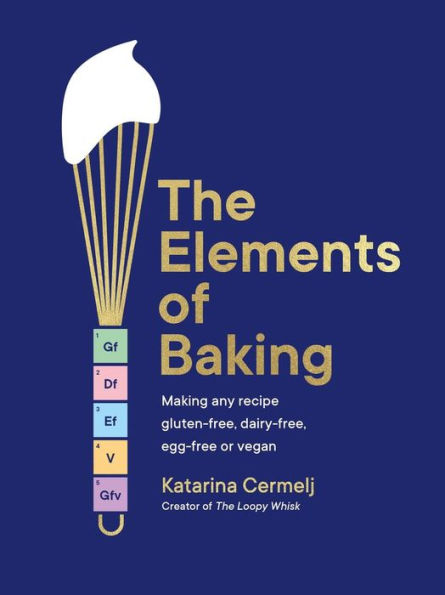 The
Elements
of
Baking
Making any recipe
gluten-free, dairy-free,
egg-free or vegan
Katarina Cermelj
Creator of The Loopy Whisk
1
Gf
2
Df
3
Ef
4
V
5
Gfv